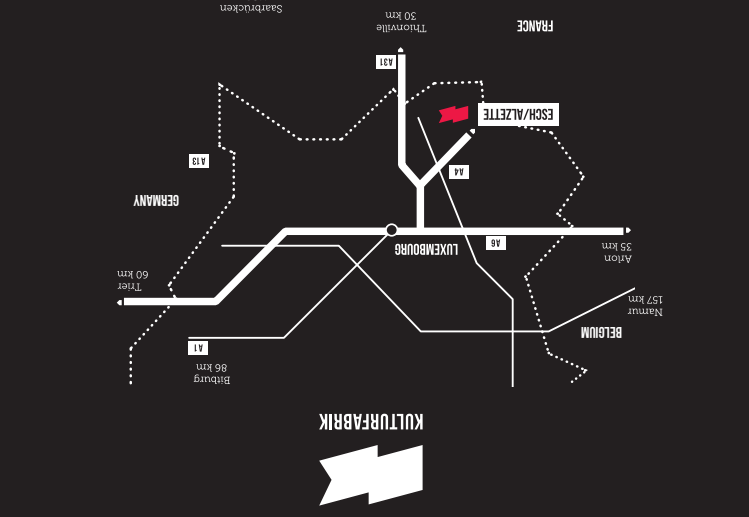 KULTURFABRIK
Bitburg
86 km
A1
BELGIUM
Namur
157 km
Trier
60 km
Arlon
35 km
LUXEMBOURG
A6
GERMANY
A4
A13
ESCH/ALZETTE
A31
FRANCE
Thionville
30 km
Saarbrücken